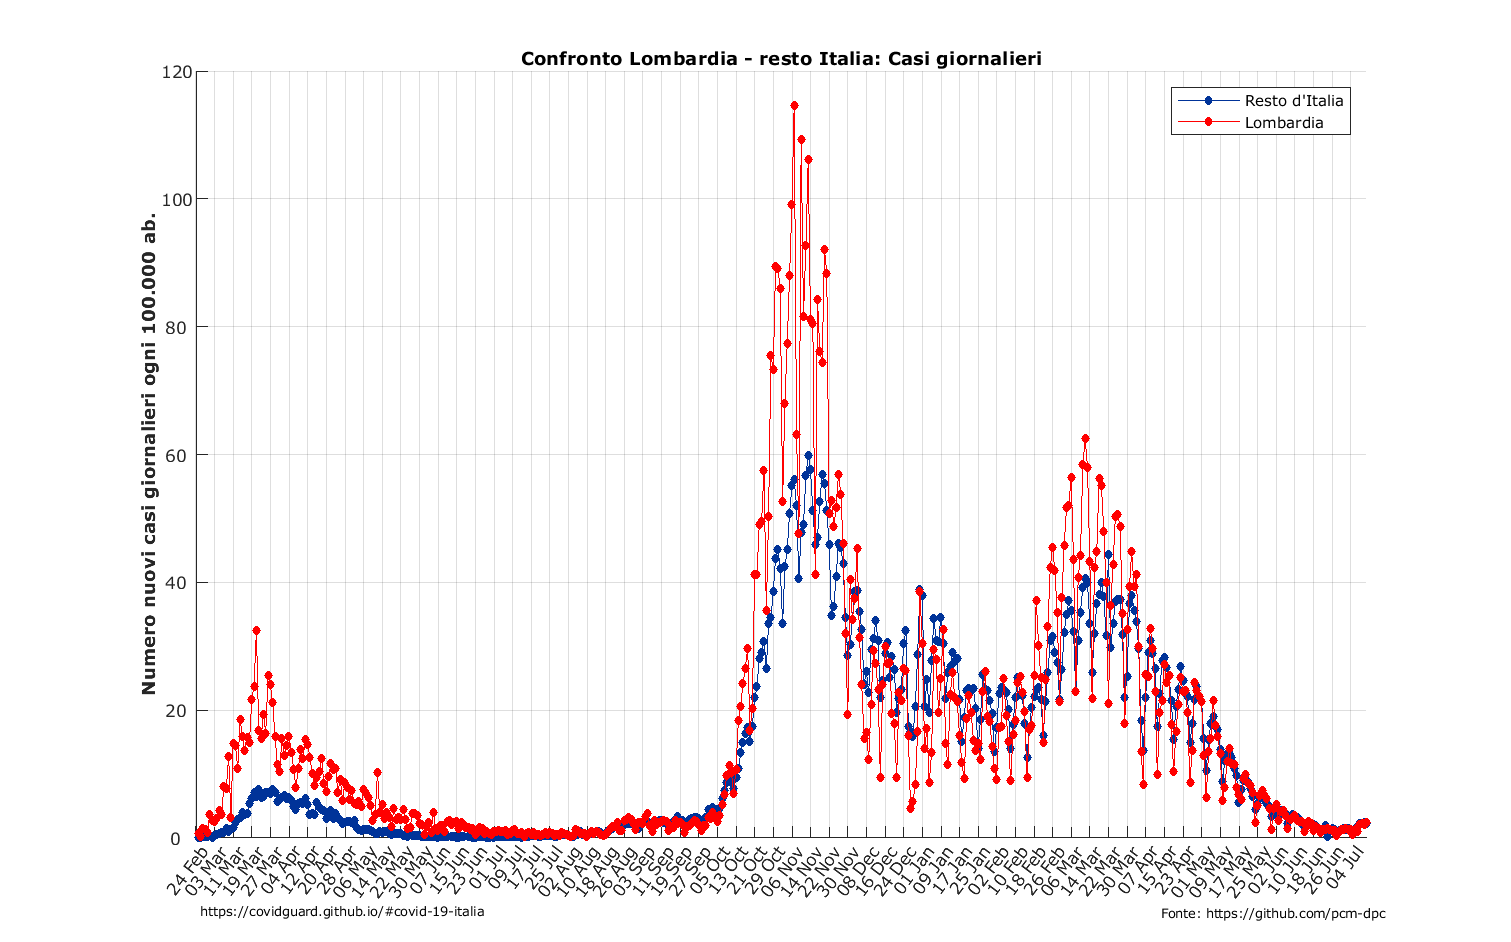 Confronto Lombardia - resto Italia: Casi giornalieri
120
100
80
60
40
20
0
Numero nuovi casi giornalieri ogni 100.000 ab.
Resto d'Italia
Lombardia
24 Feb
03 Mar
11 Mar
19 Mar
27 Mar
04 Apr
12 Apr
20 Apr
28 Apr
06 May
14 May
22 May
30 May
07 Jun
15 Jun
23 Jun
01 Jul
09 Jul
17 Jul
25 Jul
02 Aug
10 Aug
18 Aug
26 Aug
03 Sep
11 Sep
19 Sep
27 Sep
05 Oct
13 Oct
21 Oct
29 Oct
06 Nov
14 Nov
22 Nov
30 Nov
08 Dec
16 Dec
24 Dec
01 Jan
09 Jan
17 Jan
25 Jan
02 Feb
10 Feb
18 Feb
26 Feb
06 Mar
14 Mar
22 Mar
30 Mar
07 Apr
15 Apr
23 Apr
01 May
09 May
17 May
25 May
02 Jun
10 Jun
18 Jun
26 Jun
04 Jul
https://covidguard.github.io/#covid-19-italia
Fonte: https://github.com/pcm-dpc